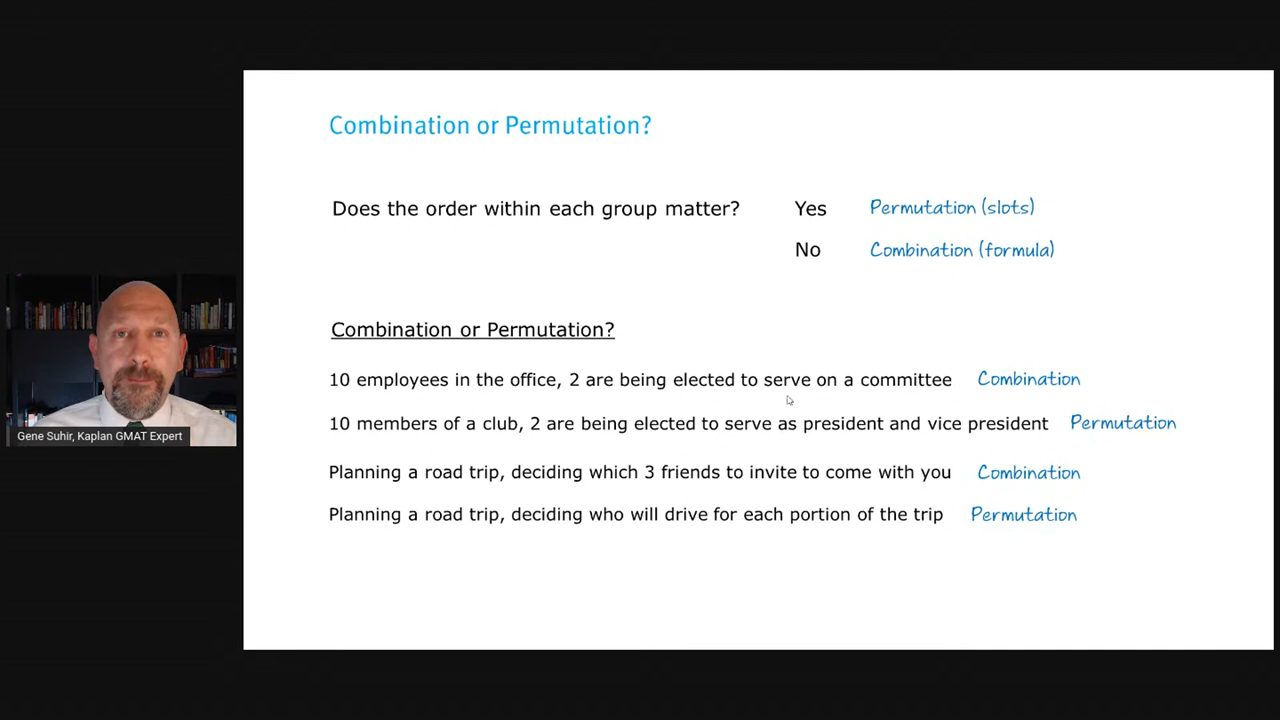 Combination or Permutation?
Does the order within each group matter? Yes Permutation (slots)
No Combination (formula)
Combination or Permutation?
10 employees in the office, 2 are being elected to serve on a committee Combination
10 members of a club, 2 are being elected to serve as president and vice president Permutation
Planning a road trip, deciding which 3 friends to invite to come with you Combination
Planning a road trip, deciding who will drive for each portion of the trip Permutation
Gene Suhir, Kaplan GMAT Expert